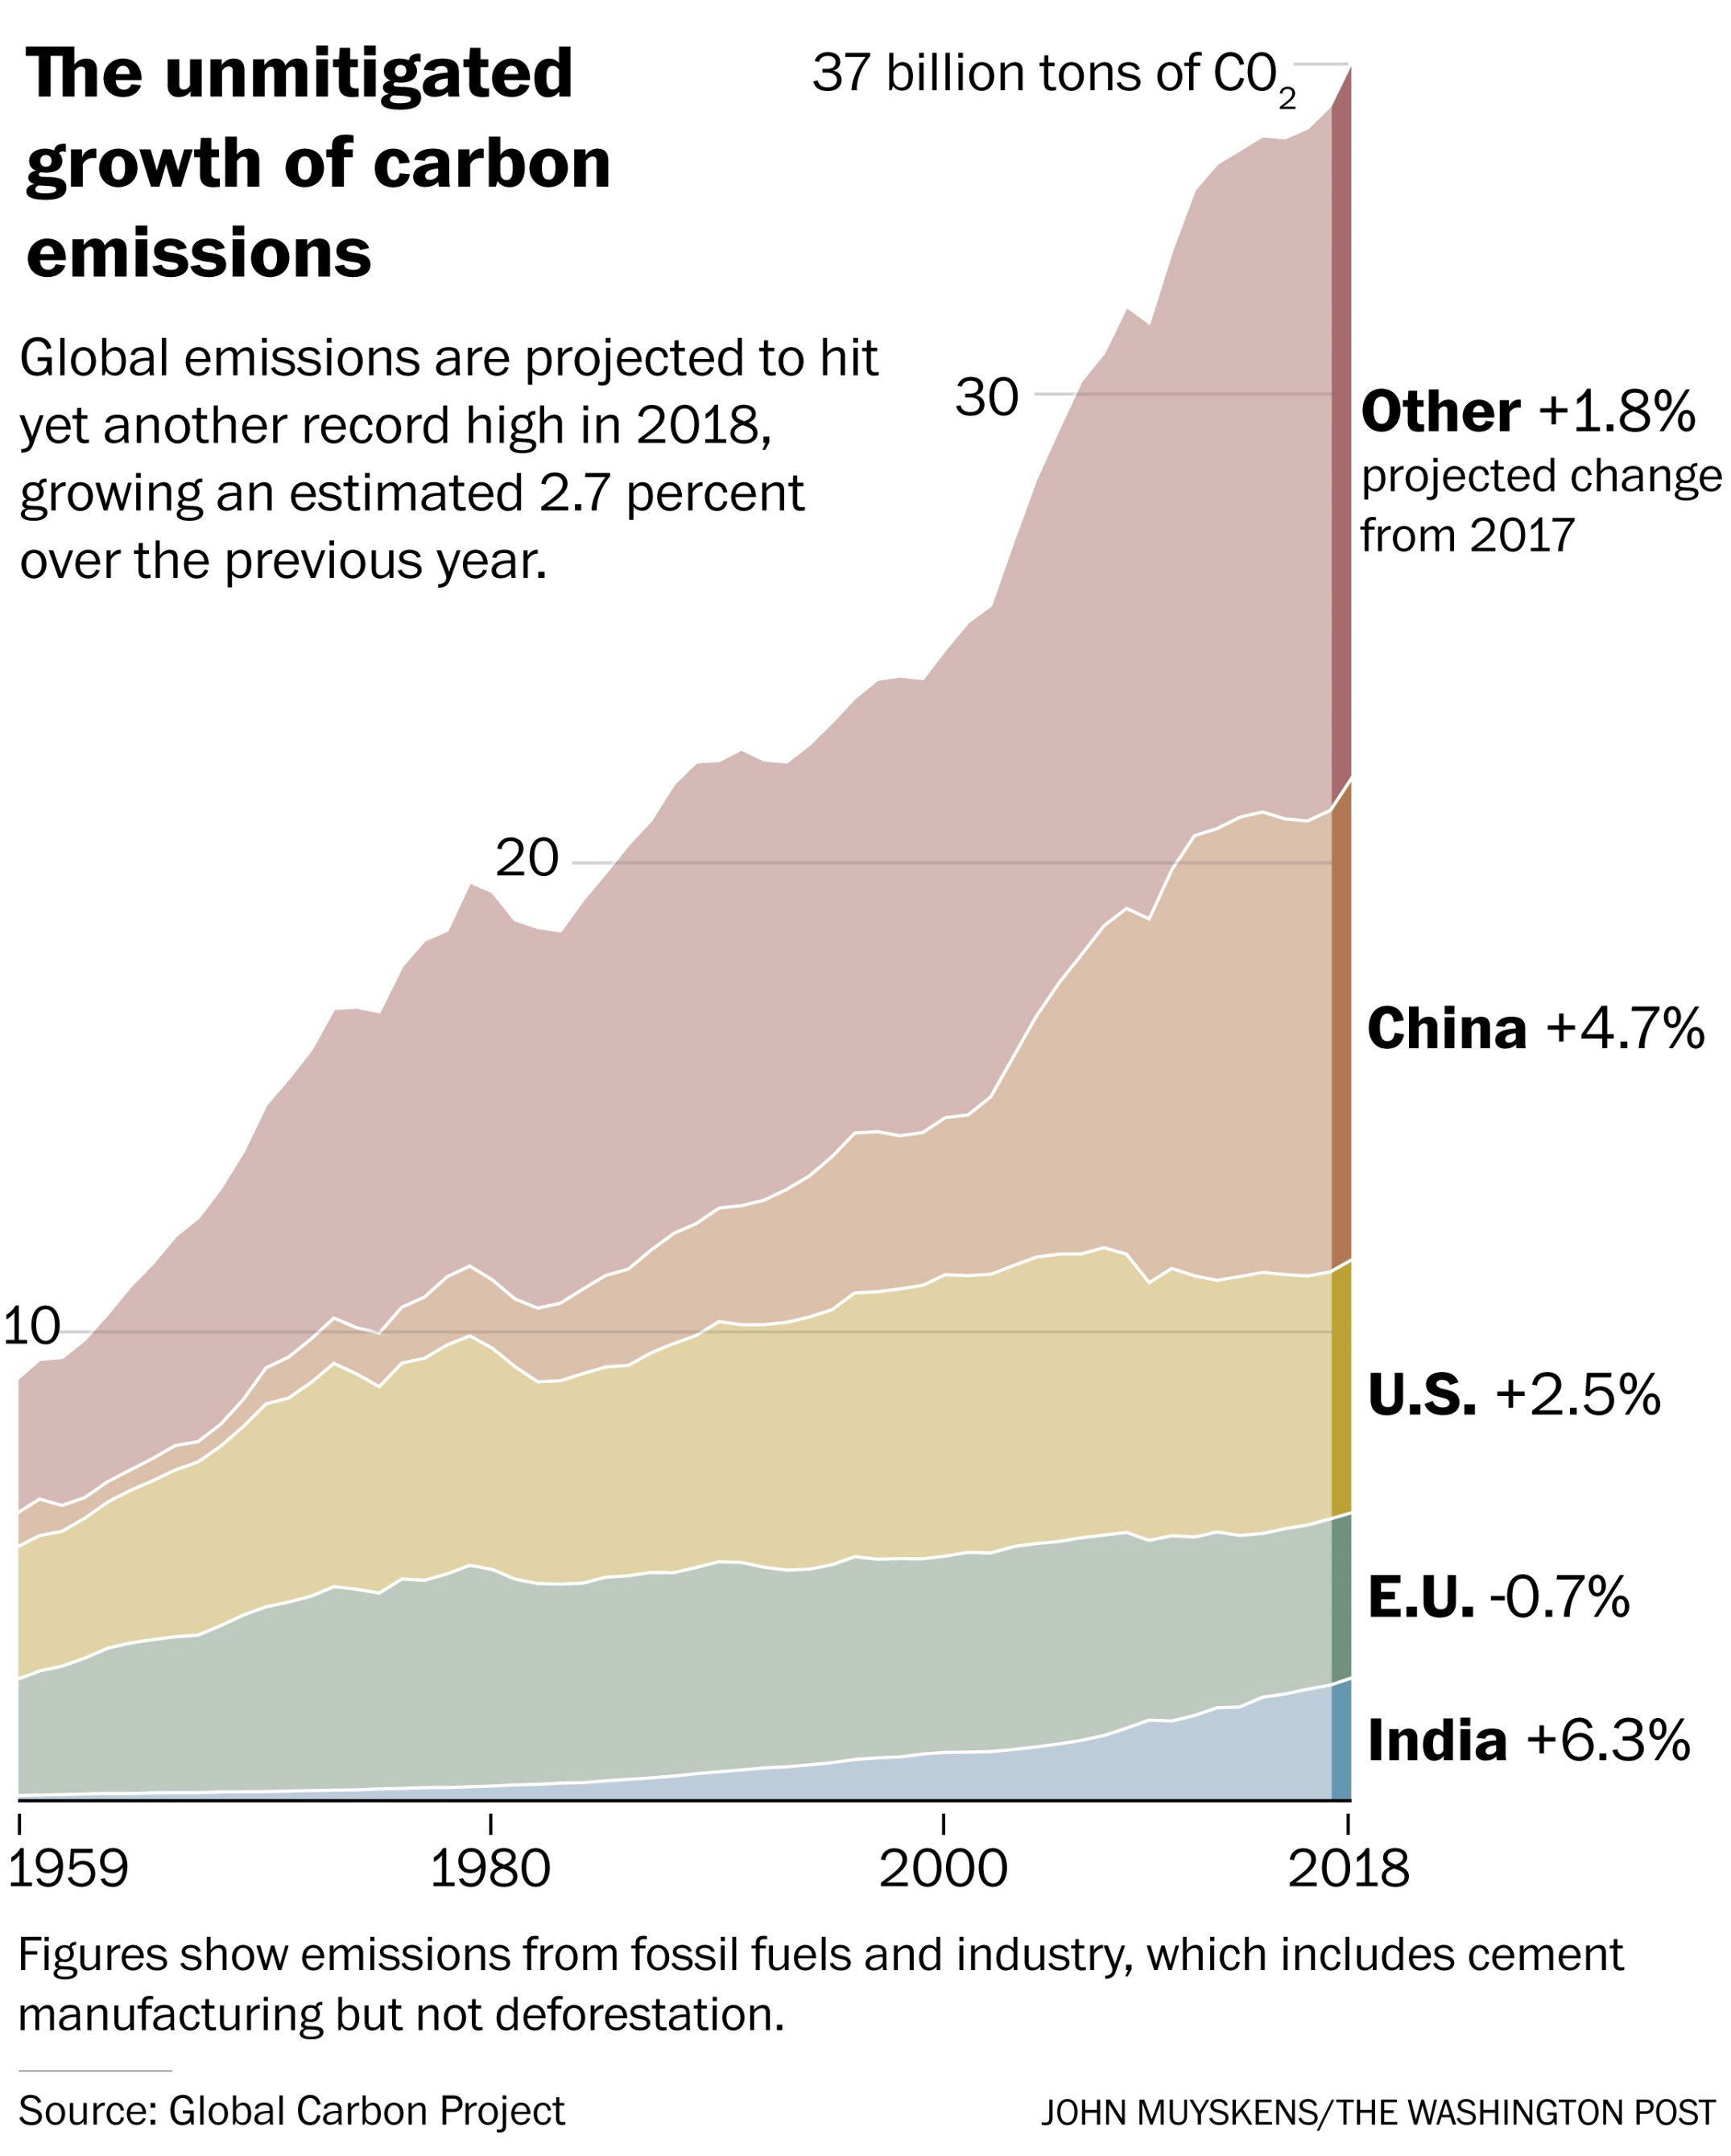 The unmitigated
growth of carbon
emissions
Global emissions are projected to hit
yet another record high in 2018,
growing an estimated 2.7 percent
over the previous year.
37 billion tons of CO₂
30
20
10
Other +1.8%
projected change
from 2017
China +4.7%
U.S. +2.5%
E.U. -0.7%
India +6.3%
1959 1980 2000 2018
Figures show emissions from fossil fuels and industry, which includes cement
manufacturing but not deforestation.
Source: Global Carbon Project
JOHN MUYSKENS/THE WASHINGTON POST